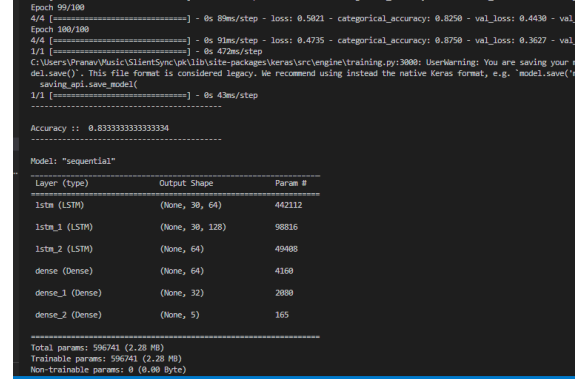 Epoch 99/100
4/4 [==============================] - 0s 89ms/step - loss: 0.5021 - categorical_accuracy: 0.8250 - val_loss: 0.4430 - val_
Epoch 100/100
4/4 [==============================] - 0s 91ms/step - loss: 0.4735 - categorical_accuracy: 0.8750 - val_loss: 0.3627 - val_
1/1 [==============================] - 0s 472ms/step
C:\Users\Pranav\Music\SlientSync\pk\lib\site-packages\keras\src\engine\training.py:3000: UserWarning: You are saving your m
del.save()`. This file format is considered legacy. We recommend using instead the native Keras format, e.g. `model.save('m
saving_api.save_model(
1/1 [==============================] - 0s 43ms/step
--------------------------------------------
Accuracy :: 0.8333333333333334
--------------------------------------------
Model: "sequential"
_________________________________________________________________
Layer (type) Output Shape Param #
=================================================================
lstm (LSTM) (None, 30, 64) 442112
lstm_1 (LSTM) (None, 30, 128) 98816
lstm_2 (LSTM) (None, 64) 49408
dense (Dense) (None, 64) 4160
dense_1 (Dense) (None, 32) 2080
dense_2 (Dense) (None, 5) 165
=================================================================
Total params: 596741 (2.28 MB)
Trainable params: 596741 (2.28 MB)
Non-trainable params: 0 (0.00 Byte)